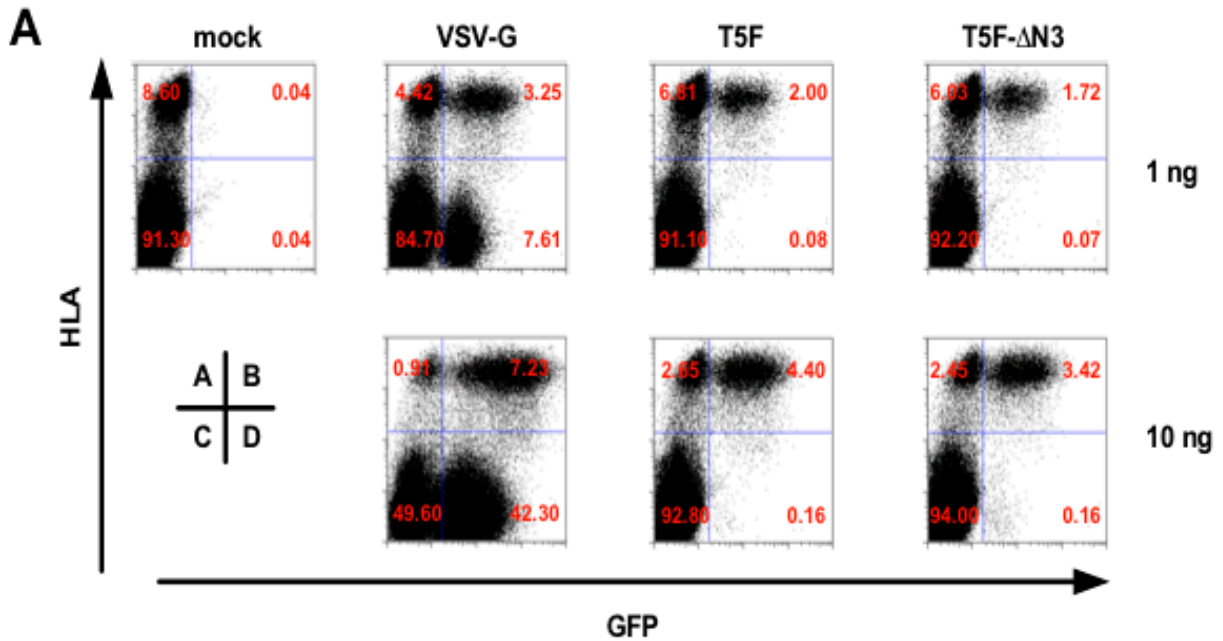 A
mock VSV-G T5F T5F-ΔN3
8.60 0.04 4.42 3.25 6.81 2.00 6.03 1.72
1 ng
91.30 0.04 84.70 7.61 91.10 0.08 92.20 0.07
HLA
A B
C D
0.91 7.23 2.65 4.40 2.45 3.42
10 ng
49.60 42.30 92.80 0.16 94.00 0.16
GFP